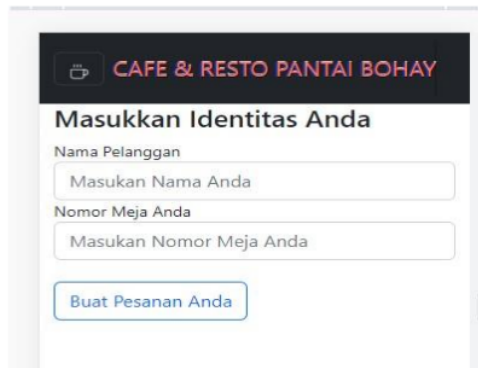 CAFE & RESTO PANTAI BOHAY
Masukkan Identitas Anda
Nama Pelanggan
Masukan Nama Anda
Nomor Meja Anda
Masukan Nomor Meja Anda
Buat Pesanan Anda